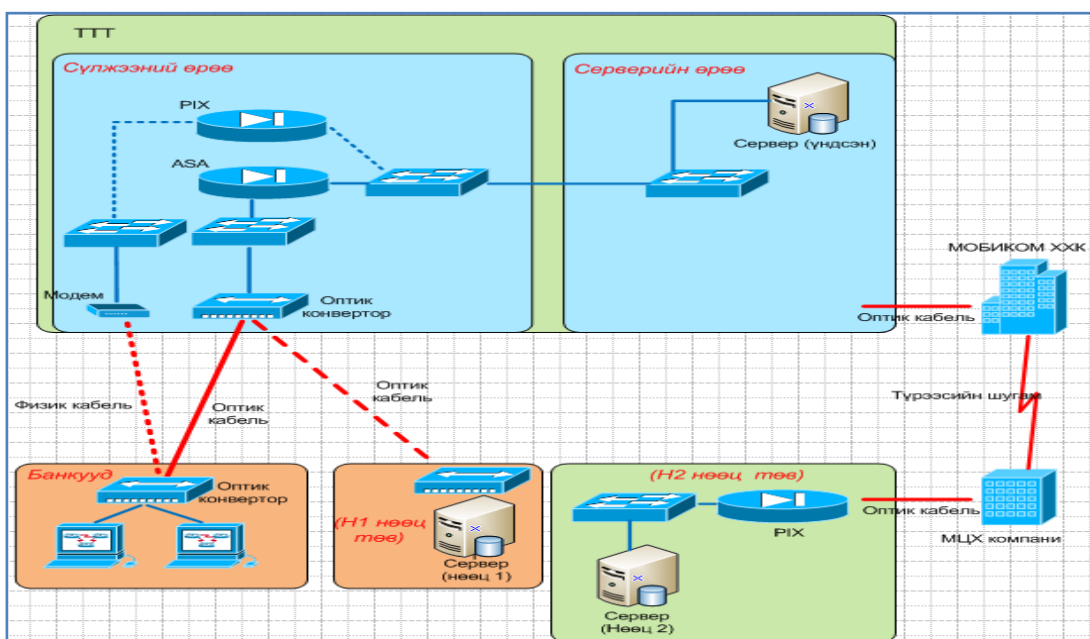 ТТТ
Сүлжээний өрөө
Серверийн өрөө
PIX
ASA
Сервер (үндсэн)
Модем
Оптик
конвертор
МОБИКОМ ХХК
Оптик кабель
Физик кабель
Оптик
кабель
Оптик
кабель
Түрээсийн шугам
Банкууд
Оптик
конвертор
(Н1 нөөц
төв)
Сервер
(нөөц 1)
(Н2 нөөц төв)
PIX
Сервер
(Нөөц 2)
Оптик кабель
МЦХ компани